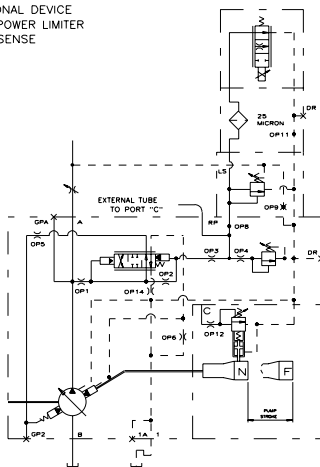 ONAL DEVICE
POWER LIMITER
SENSE
25
MICRON
OP11
LS
EXTERNAL TUBE
TO PORT "C"
RP
OP9
GPA
A
OP8
OP5
DR
OP3
OP4
OP2
OP1
OP14
C
OP6
OP12
N
F
PUMP
STROKE
GP2
B
1A
1
DR